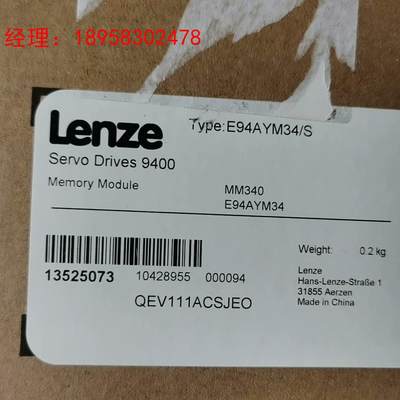 经理：18958302478
Lenze
Type:E94AYM34/S
Servo Drives 9400
Memory Module
MM340
E94AYM34
Weight: 0.2 kg
13525073 10428955 000094
Lenze
Hans-Lenze-Straße 1
31855 Aerzen
Made in China
QEV111ACSJEO